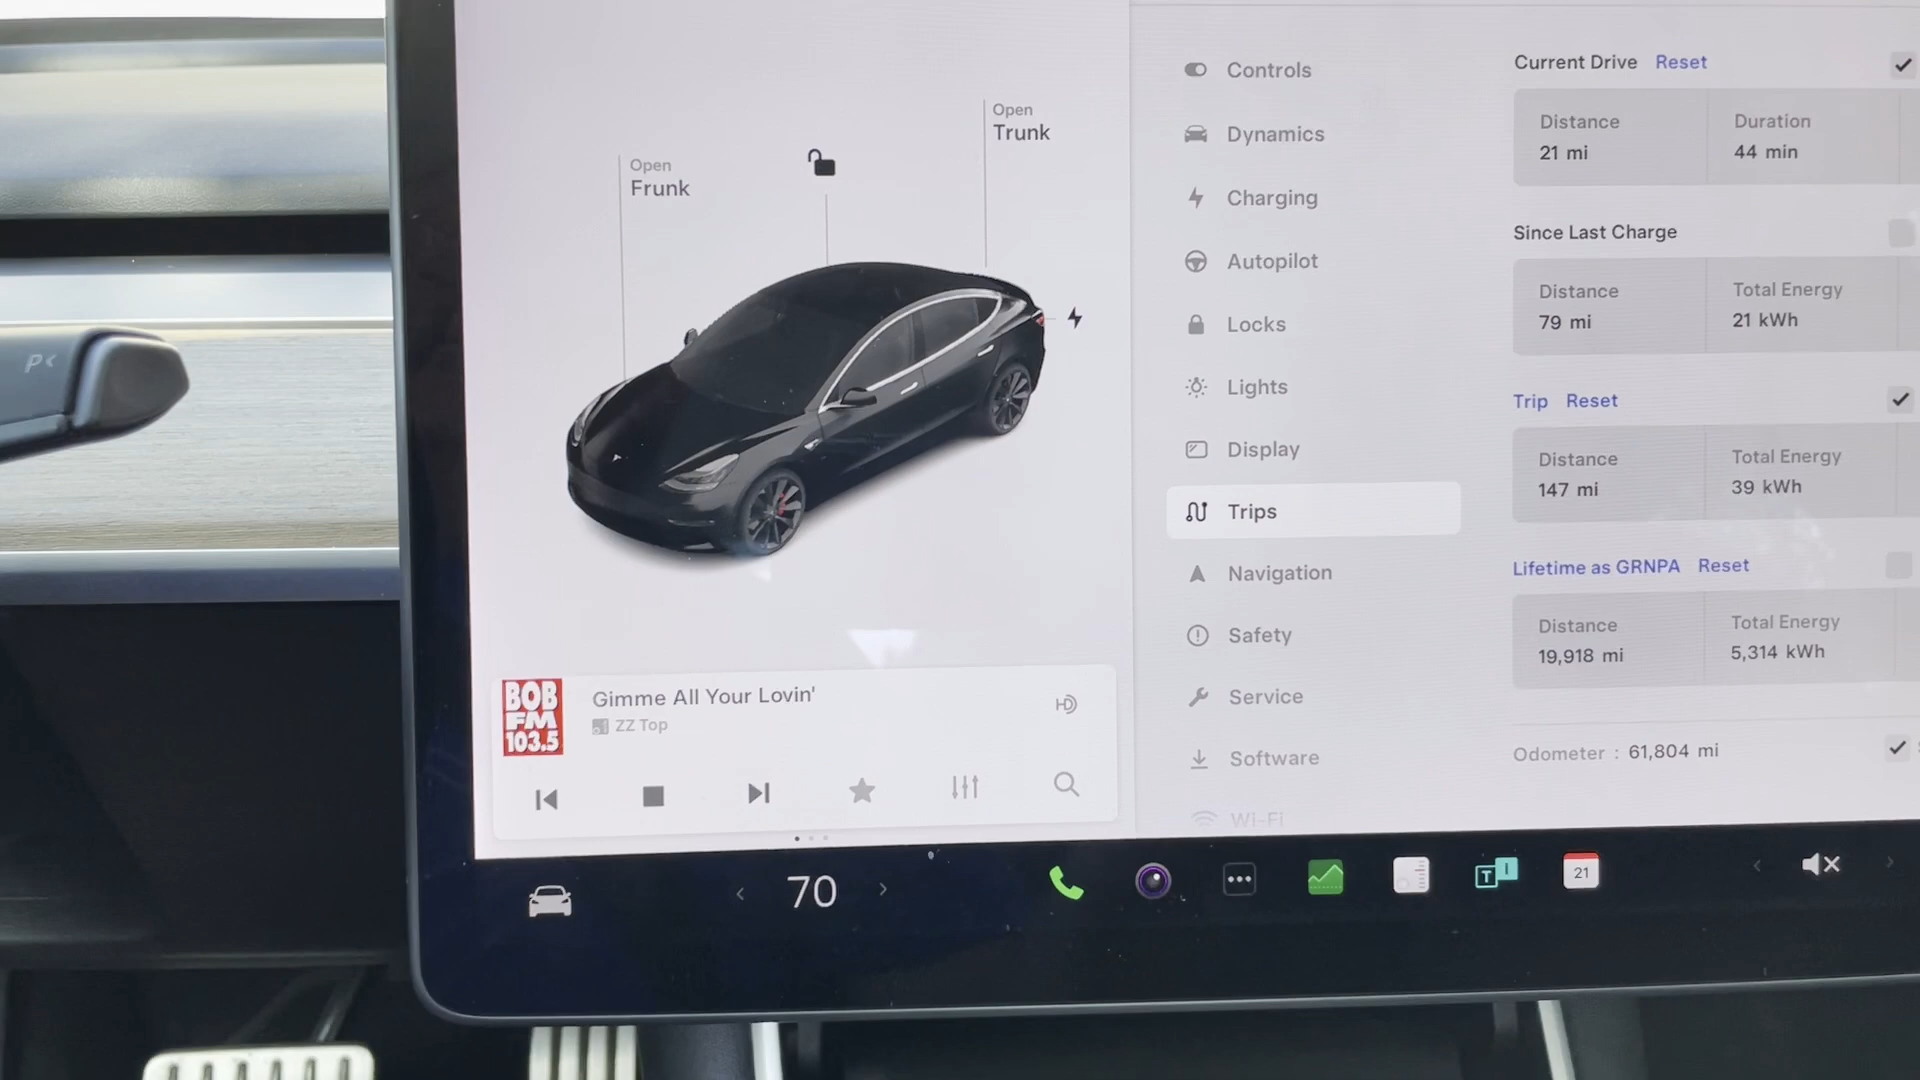 P<
Open
Frunk
Open
Trunk
BOB
FM
103.5
Gimme All Your Lovin'
ZZ Top
HD
70
Controls
Dynamics
Charging
Autopilot
Locks
Lights
Display
Trips
Navigation
Safety
Service
Software
Wi-Fi
Current Drive Reset
Distance Duration
21 mi 44 min
Since Last Charge
Distance Total Energy
79 mi 21 kWh
Trip Reset
Distance Total Energy
147 mi 39 kWh
Lifetime as GRNPA Reset
Distance Total Energy
19,918 mi 5,314 kWh
Odometer : 61,804 mi
T I
21